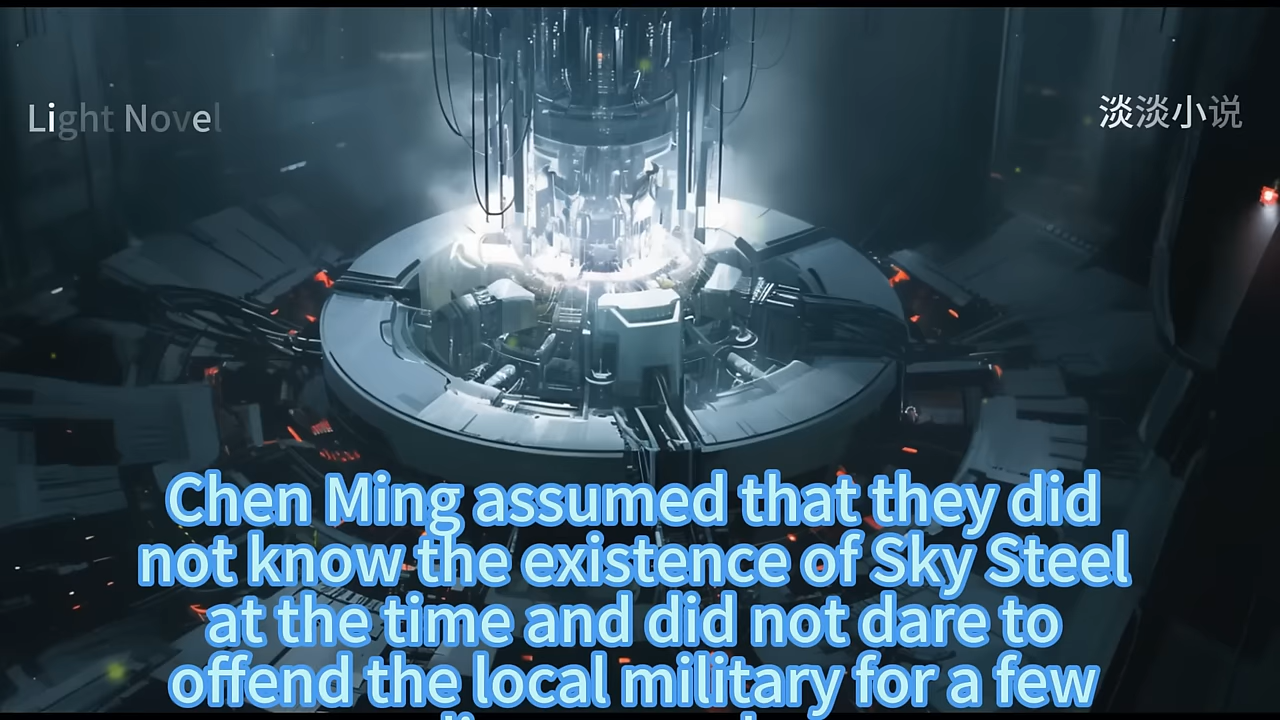 Light Novel
淡淡小说
Chen Ming assumed that they did
not know the existence of Sky Steel
at the time and did not dare to
offend the local military for a few